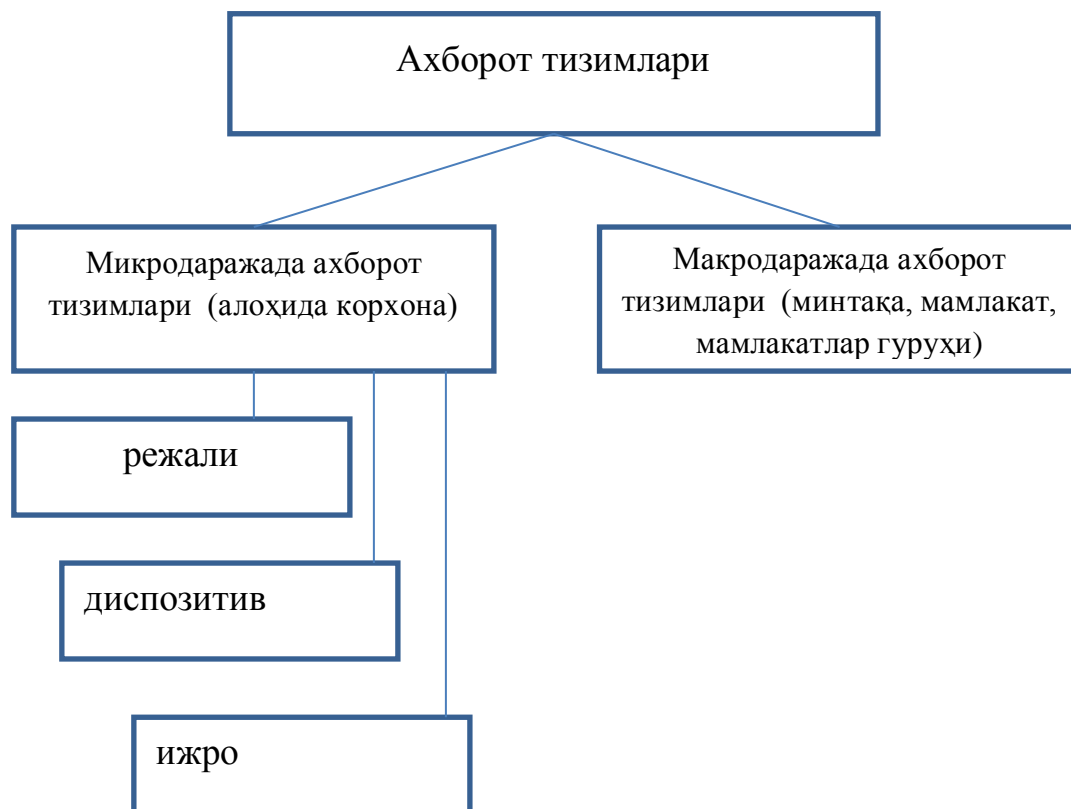 Ахборот тизимлари
Микродаражада ахборот
тизимлари (алоҳида корхона)
Макродаражада ахборот
тизимлари (минтақа, мамлакат,
мамлакатлар гуруҳи)
режали
диспозитив
ижро